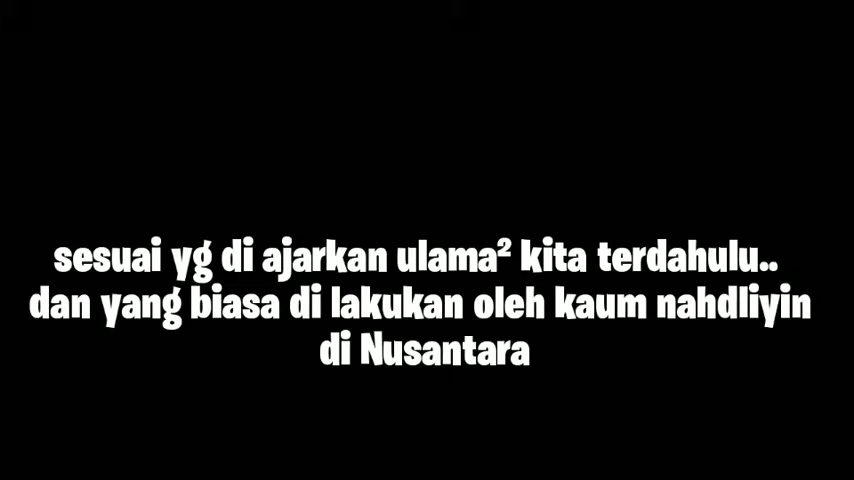 sesuai yg di ajarkan ulama² kita terdahulu..
dan yang biasa di lakukan oleh kaum nahdliyin
di Nusantara